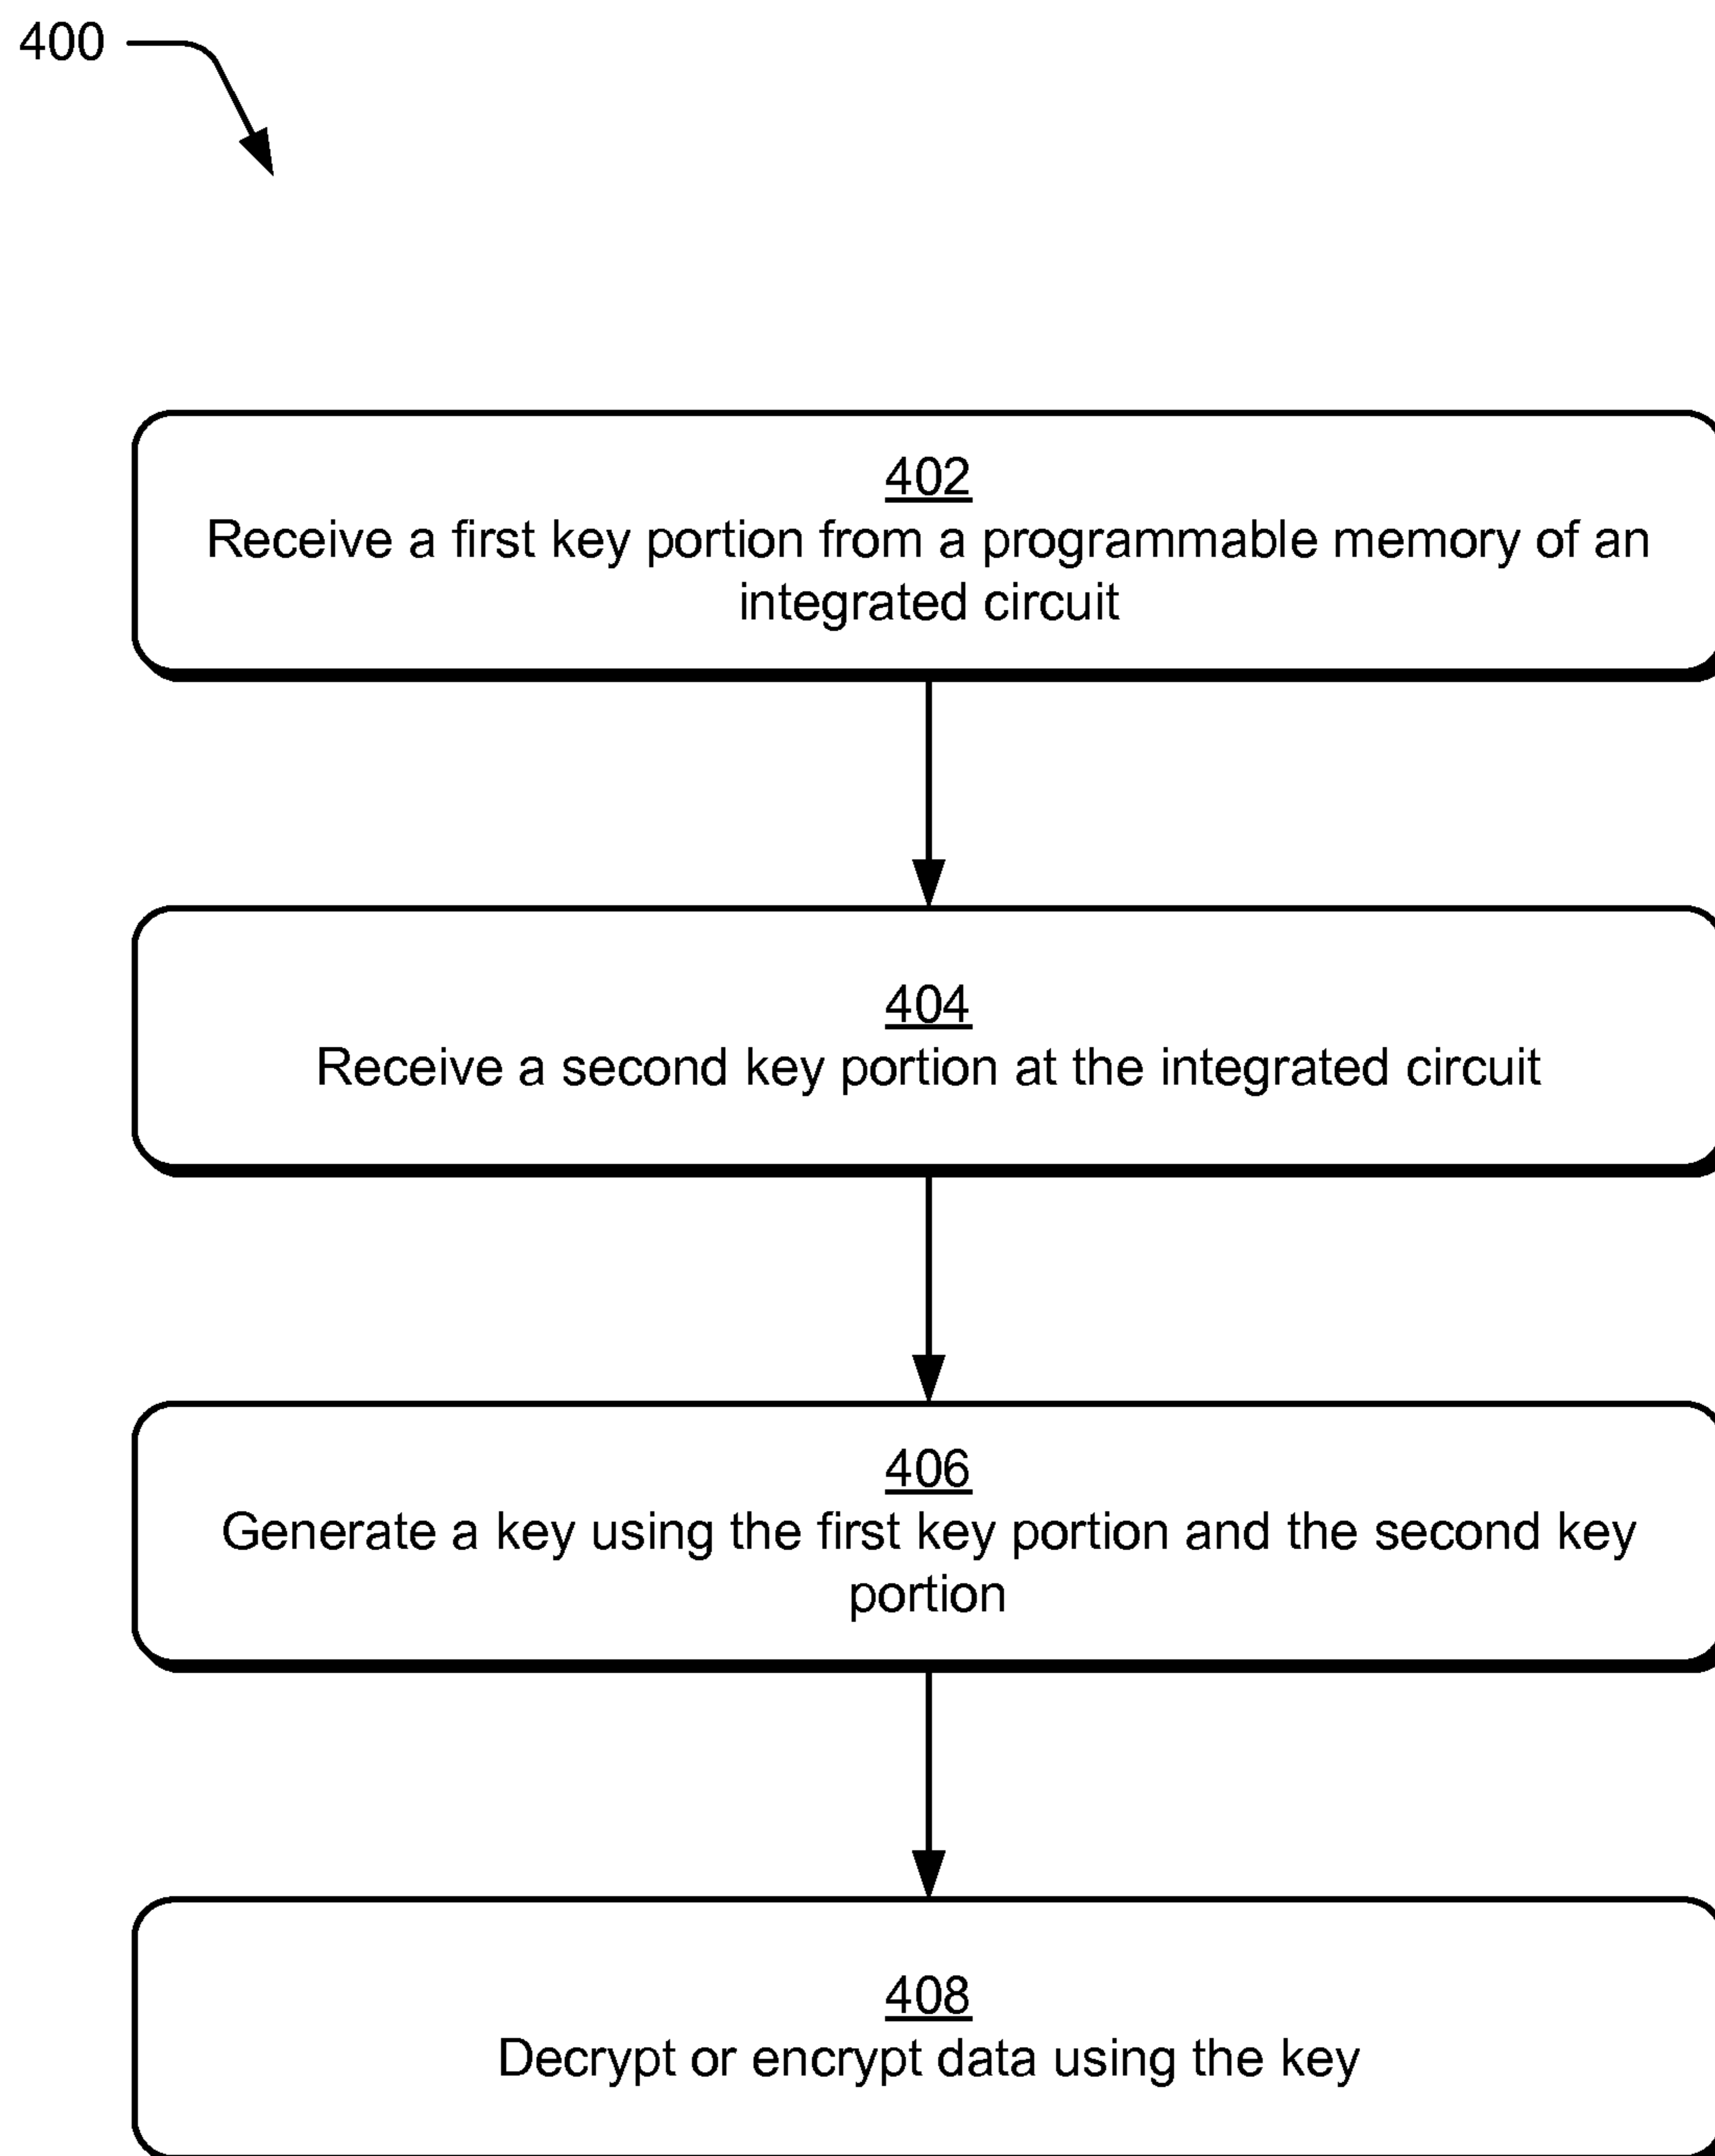 400
402
Receive a first key portion from a programmable memory of an
integrated circuit
404
Receive a second key portion at the integrated circuit
406
Generate a key using the first key portion and the second key
portion
408
Decrypt or encrypt data using the key